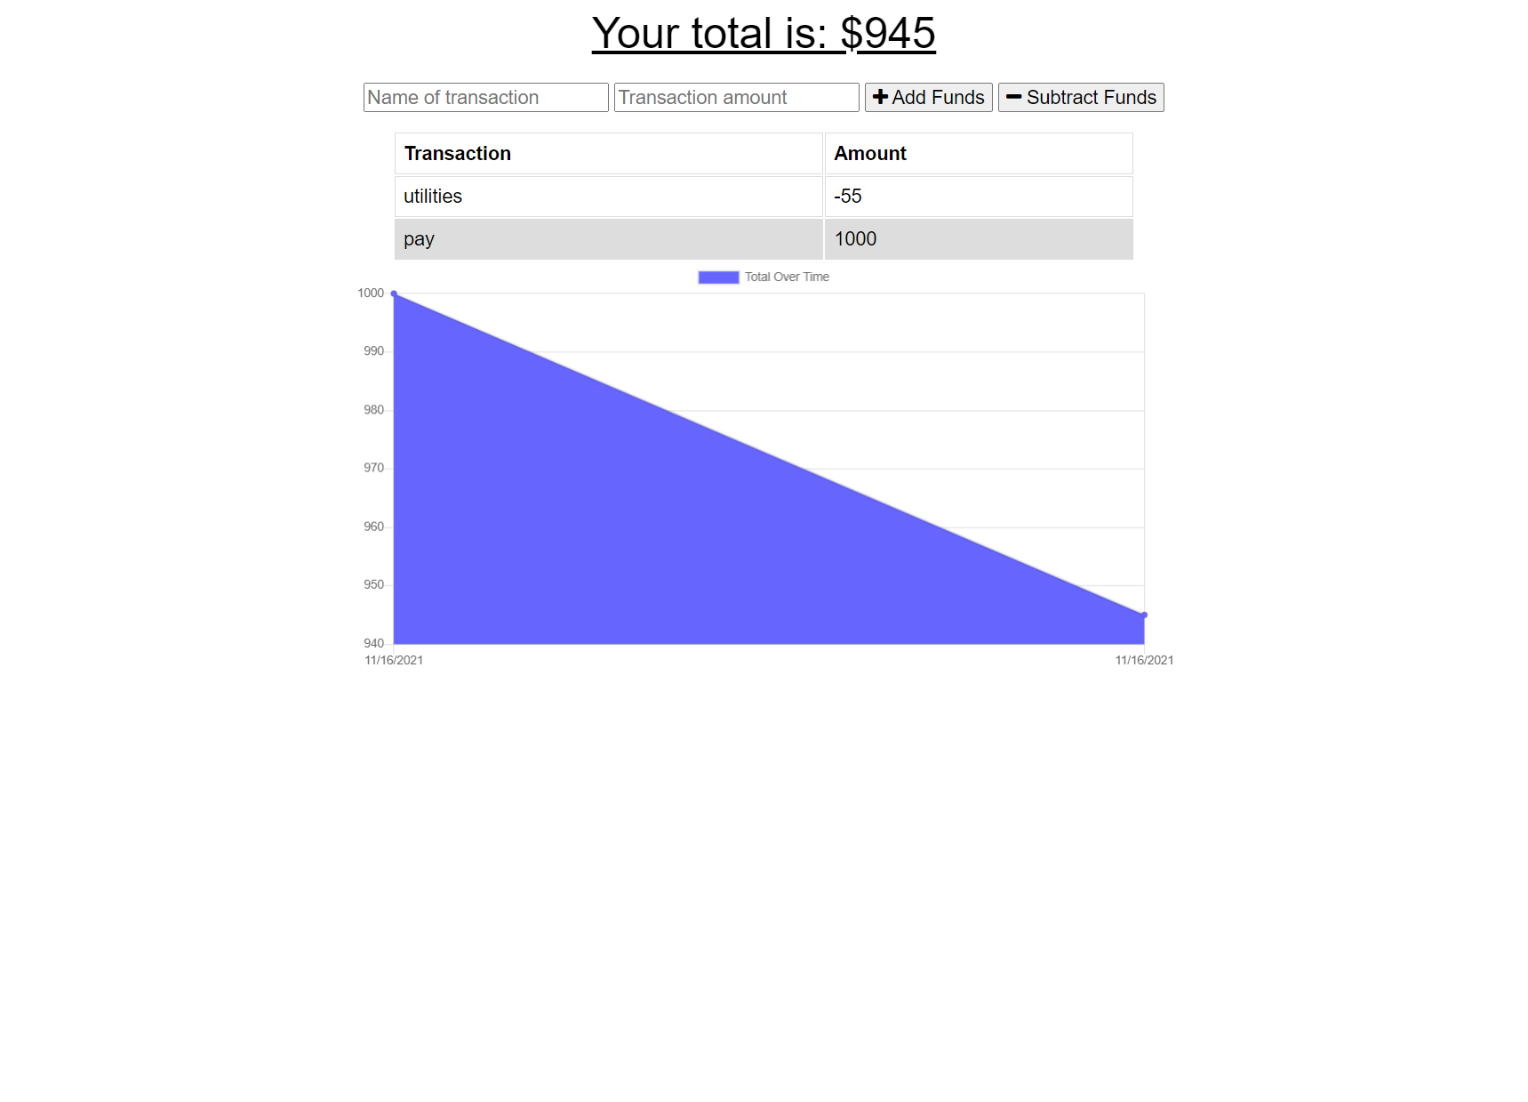 Your total is: $945
Name of transaction Transaction amount Add Funds Subtract Funds
Transaction Amount
utilities -55
pay 1000
Total Over Time
1000
990
980
970
960
950
940
11/16/2021 11/16/2021